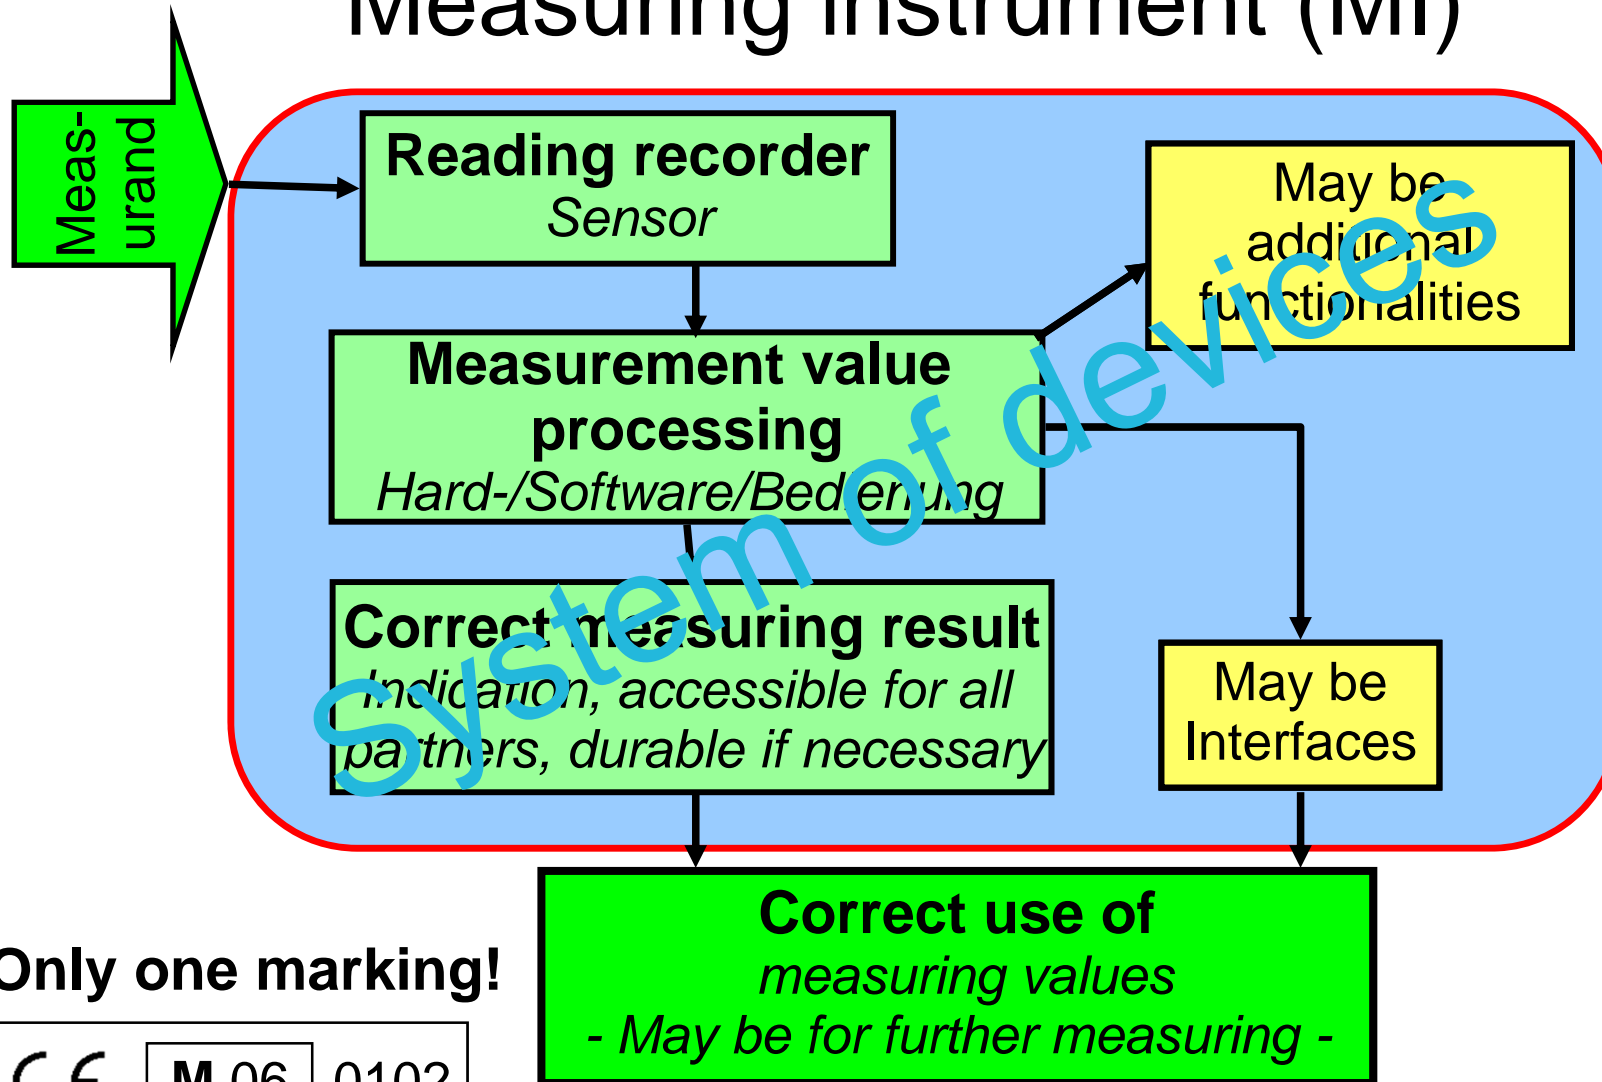 Measuring instrument (MI)
Meas-
urand
Reading recorder
Sensor
May be
additional
functionalities
Measurement value
processing
Hard-/Software/Bedienung
System of devices
Correct measuring result
Indication, accessible for all
partners, durable if necessary
May be
Interfaces
Correct use of
measuring values
- May be for further measuring -
Only one marking!
CE M 06 0102